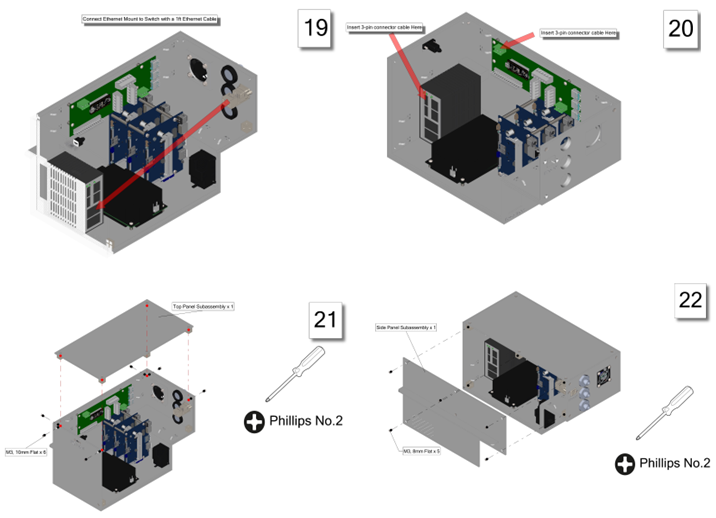 Connect Ethernet Mount to Switch with a 1ft Ethernet Cable
19
Insert 3-pin connector cable Here
Insert 3-pin connector cable Here
20
Top Panel Subassembly x 1
21
Phillips No.2
M3, 10mm Flat x 8
Side Panel Subassembly x 1
22
Phillips No.2
M3, 8mm Flat x 5